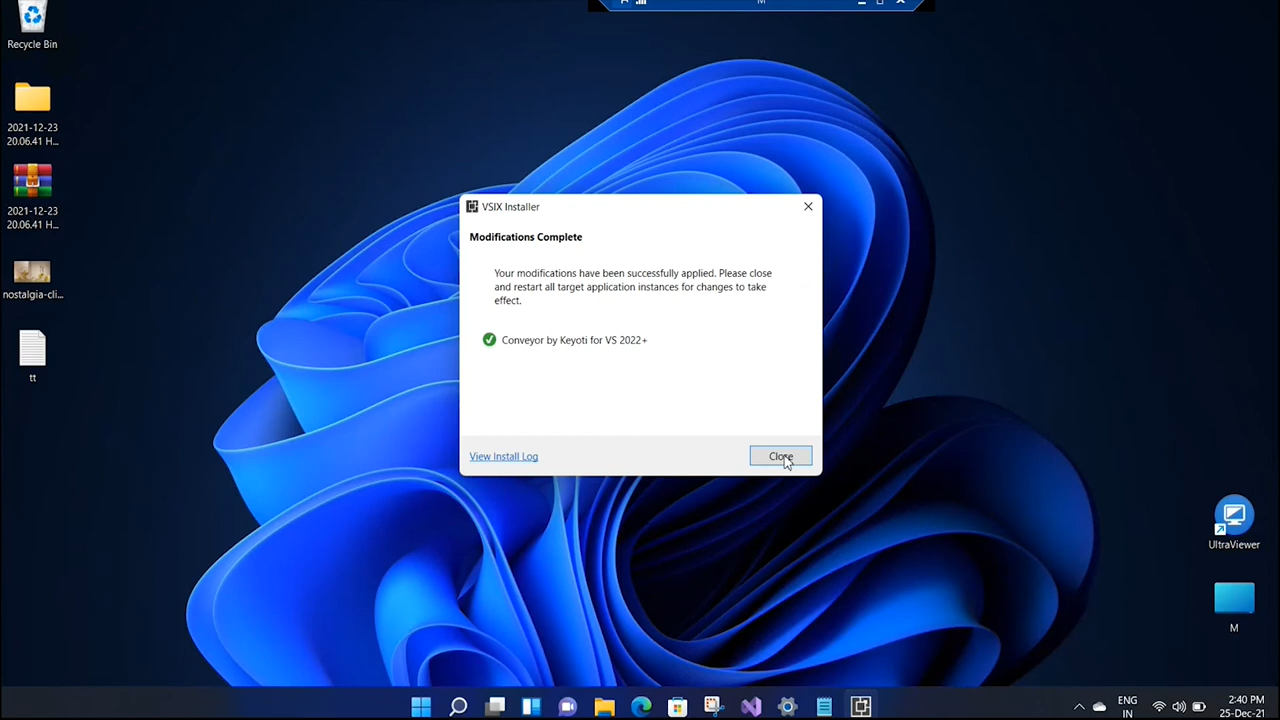 M
Recycle Bin
2021-12-23
20.06.41 H...
2021-12-23
20.06.41 H...
nostalgia-cli...
tt
VSIX Installer
Modifications Complete
Your modifications have been successfully applied. Please close
and restart all target application instances for changes to take
effect.
Conveyor by Keyoti for VS 2022+
View Install Log
Close
UltraViewer
M
ENG
IN
2:40 PM
25-Dec-21